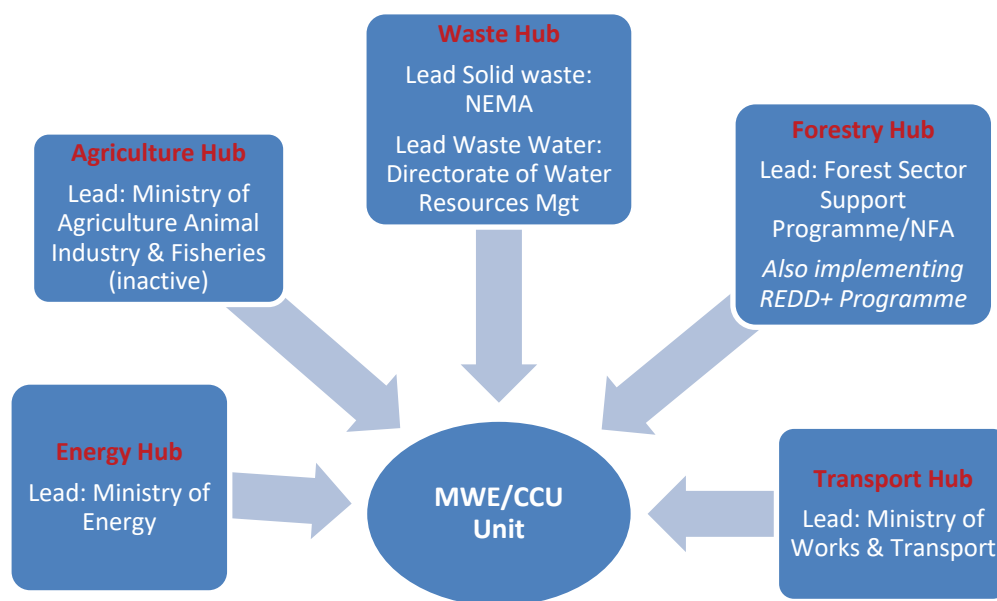 Waste Hub
Lead Solid waste:
NEMA
Lead Waste Water:
Directorate of Water
Resources Mgt
Agriculture Hub
Lead: Ministry of
Agriculture Animal
Industry & Fisheries
(inactive)
Forestry Hub
Lead: Forest Sector
Support
Programme/NFA
Also implementing
REDD+ Programme
Energy Hub
Lead: Ministry of
Energy
MWE/CCU
Unit
Transport Hub
Lead: Ministry of
Works & Transport